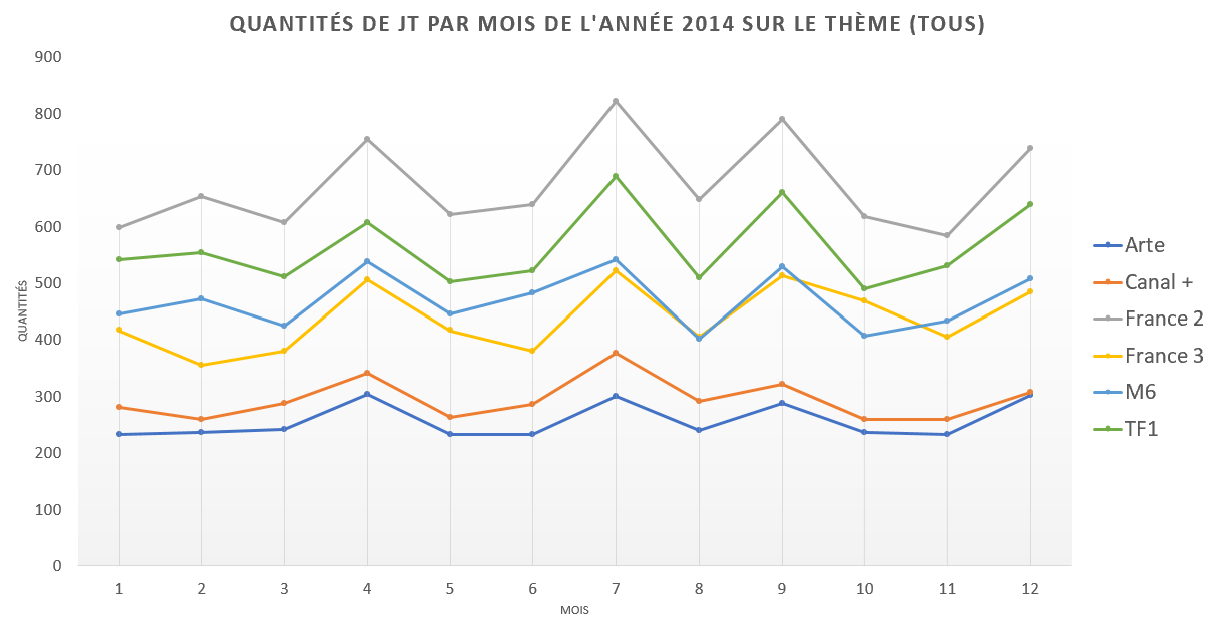 QUANTITÉS DE JT PAR MOIS DE L'ANNÉE 2014 SUR LE THÈME (TOUS)
900
800
700
600
500
400
300
200
100
0
QUANTITÉS
1 2 3 4 5 6 7 8 9 10 11 12
MOIS
Arte
Canal +
France 2
France 3
M6
TF1